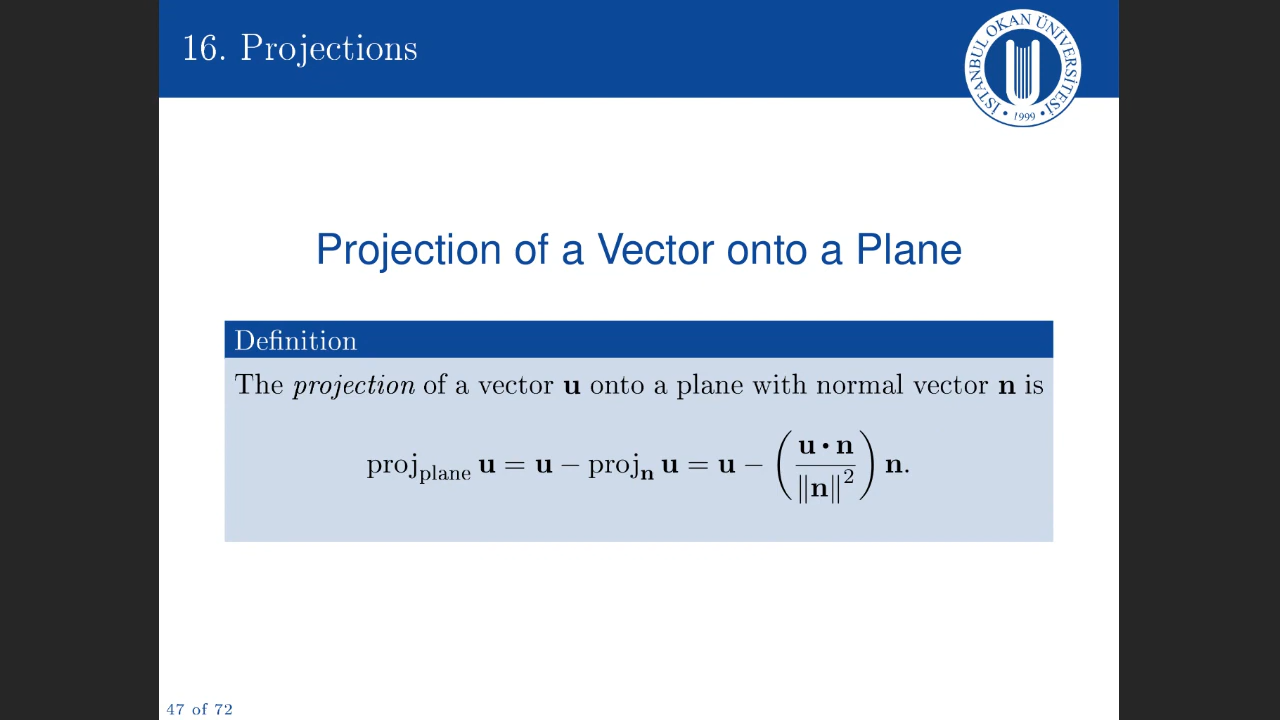 16. Projections
İSTANBUL OKAN ÜNİVERSİTESİ
• 1999 •
Projection of a Vector onto a Plane
Definition
The projection of a vector u onto a plane with normal vector n is
proj_plane u = u − proj_n u = u − (u • n / ‖n‖²) n.
47 of 72